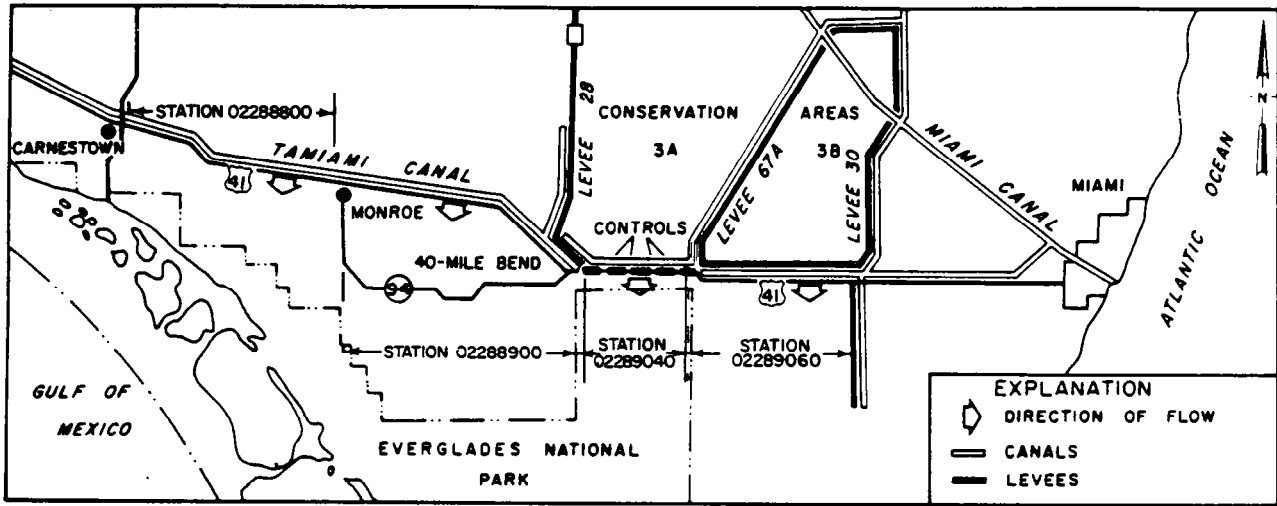 STATION 02288800
CARNESTOWN
TAMIAMI CANAL
41
MONROE
94
40-MILE BEND
LEVEE 28
CONSERVATION AREAS
3A 3B
CONTROLS
LEVEE 67A
LEVEE 30
MIAMI CANAL
MIAMI
ATLANTIC OCEAN
N
41
STATION 02288900
STATION
02289040
STATION
02289060
GULF OF
MEXICO
EVERGLADES NATIONAL
PARK
EXPLANATION
DIRECTION OF FLOW
CANALS
LEVEES